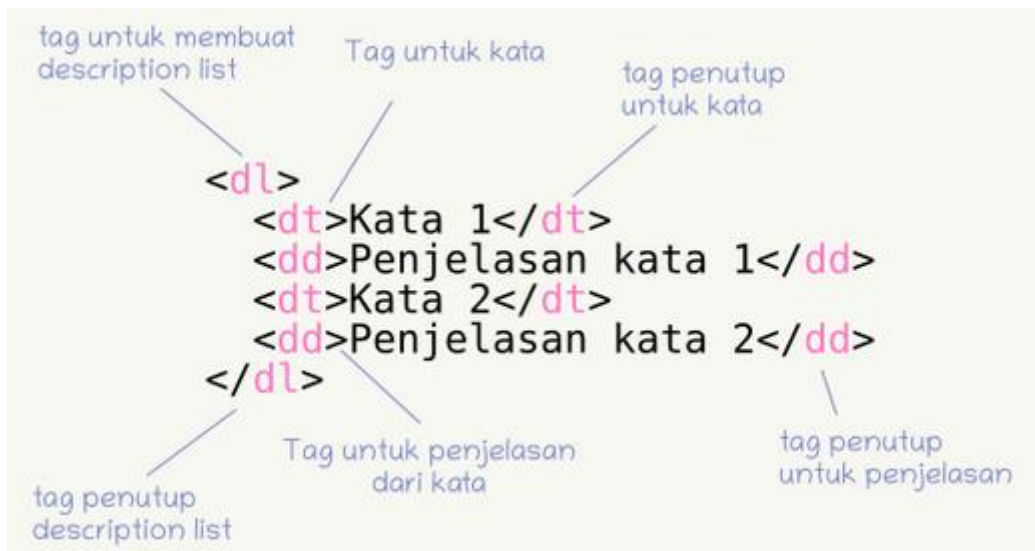 tag untuk membuat
description list
Tag untuk kata
tag penutup
untuk kata
<dl>
<dt>Kata 1</dt>
<dd>Penjelasan kata 1</dd>
<dt>Kata 2</dt>
<dd>Penjelasan kata 2</dd>
</dl>
Tag untuk penjelasan
dari kata
tag penutup
untuk penjelasan
tag penutup
description list